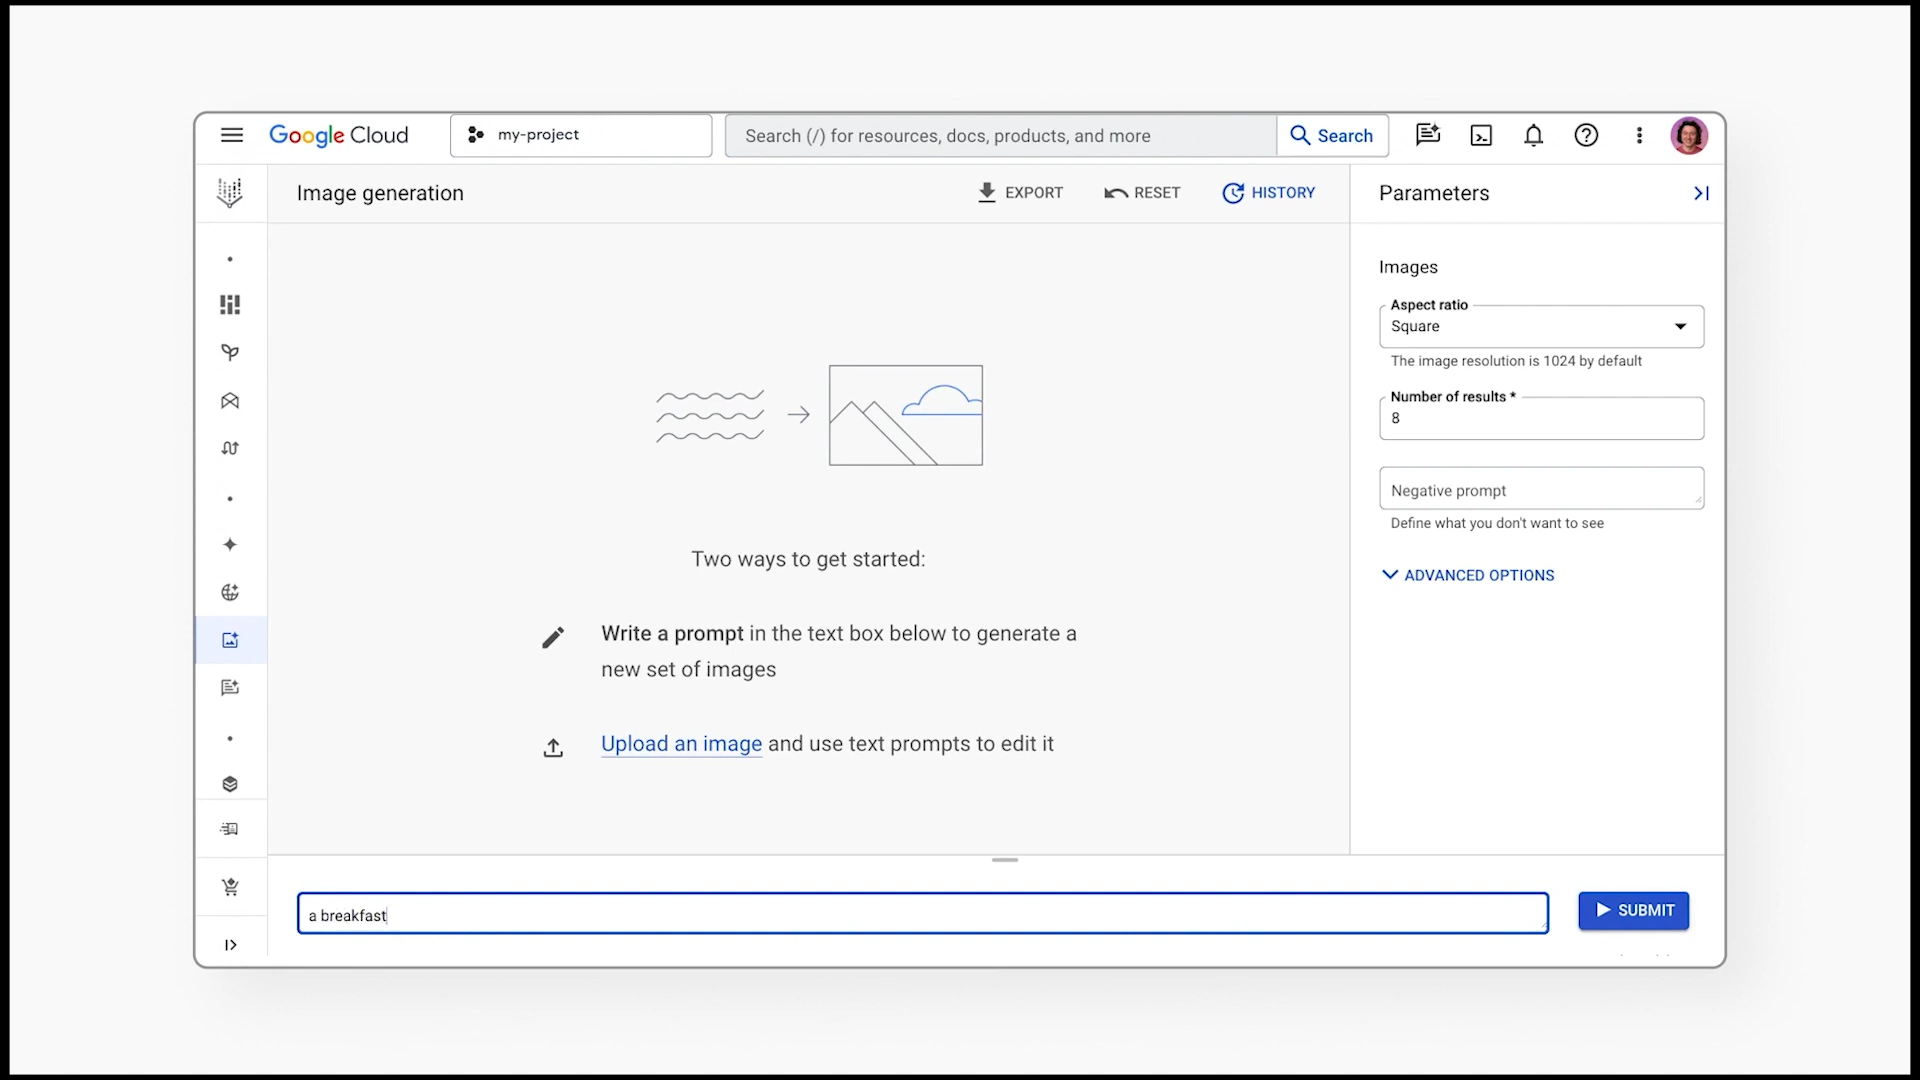 Google Cloud
my-project
Search (/) for resources, docs, products, and more
Search
Image generation
EXPORT
RESET
HISTORY
Parameters
Images
Aspect ratio
Square
The image resolution is 1024 by default
Number of results *
8
Negative prompt
Define what you don't want to see
ADVANCED OPTIONS
Two ways to get started:
Write a prompt in the text box below to generate a
new set of images
Upload an image and use text prompts to edit it
a breakfast
SUBMIT